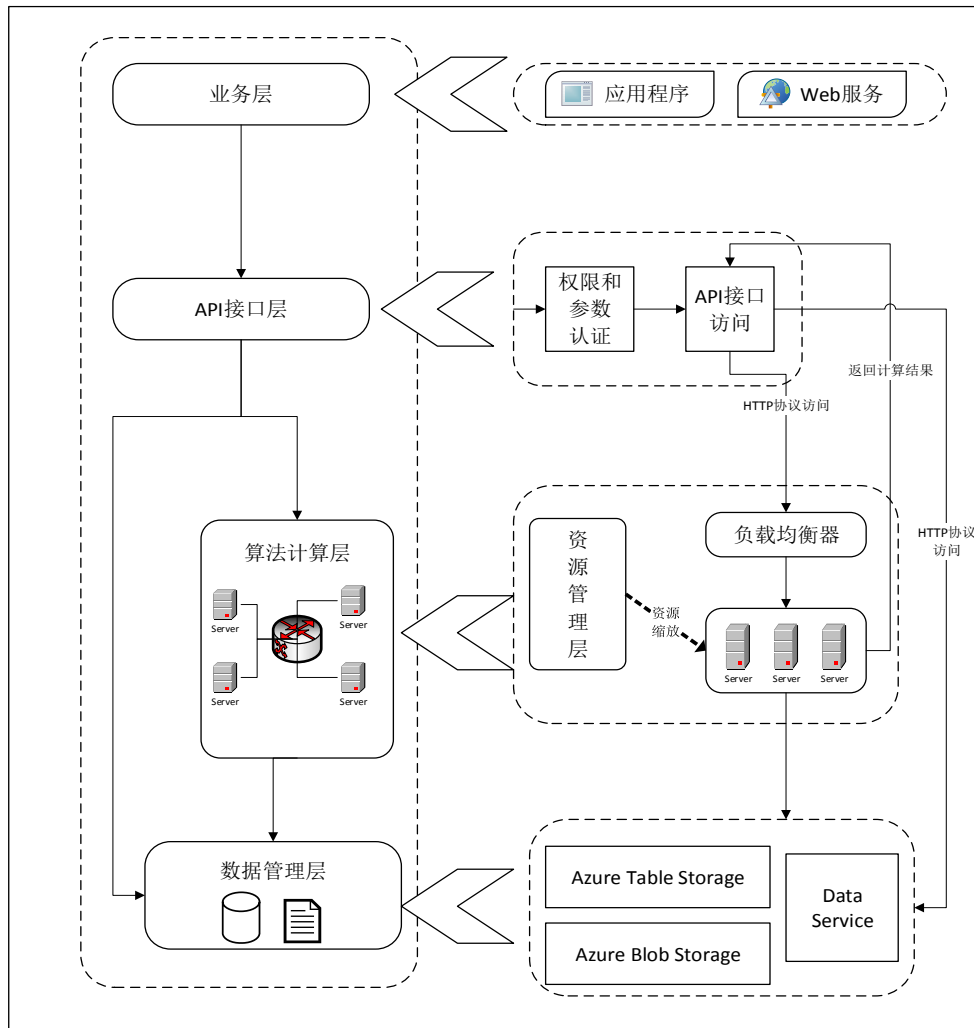 业务层
应用程序
Web服务
API接口层
权限和
参数
认证
API接口
访问
返回计算结果
HTTP协议访问
HTTP协议
访问
算法计算层
Server
Server
Server
Server
资
源
管
理
层
资源
缩放
负载均衡器
Server
Server
Server
数据管理层
Azure Table Storage
Azure Blob Storage
Data
Service